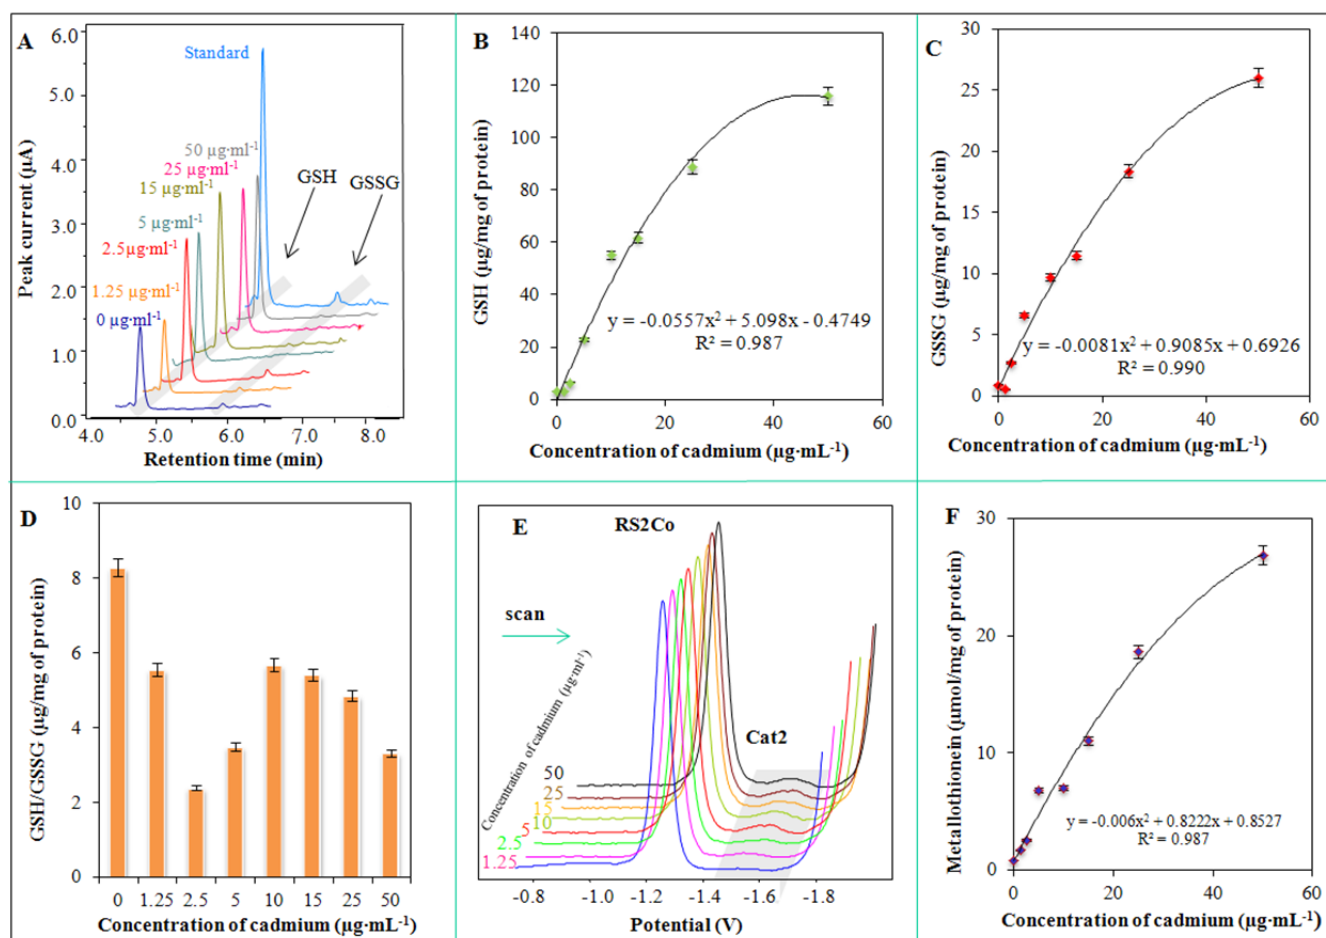 A
6.0
5.0
4.0
3.0
2.0
1.0
0.0
Peak current (µA)
Standard
50 µg·ml-1
25 µg·ml-1
15 µg·ml-1
5 µg·ml-1
2.5µg·ml-1
1.25 µg·ml-1
0 µg·ml-1
GSH
GSSG
4.0 5.0 6.0 7.0 8.0
Retention time (min)
B
140
120
100
80
60
40
20
0
GSH (µg/mg of protein)
y = -0.0557x2 + 5.098x - 0.4749
R2 = 0.987
0 20 40 60
Concentration of cadmium (µg·mL-1)
C
30
25
20
15
10
5
0
GSSG (µg/mg of protein)
y = -0.0081x2 + 0.9085x + 0.6926
R2 = 0.990
0 20 40 60
Concentration of cadmium (µg·mL-1)
D
10
8
6
4
2
0
GSH/GSSG (µg/mg of protein)
0 1.25 2.5 5 10 15 25 50
Concentration of cadmium (µg·mL-1)
E
RS2Co
scan
Cat2
Concentration of cadmium (µg·ml-1)
50
25
15
10
5
2.5
1.25
-0.8 -1.0 -1.2 -1.4 -1.6 -1.8
Potential (V)
F
30
20
10
0
Metallothionein (µmol/mg of protein)
y = -0.006x2 + 0.8222x + 0.8527
R2 = 0.987
0 20 40 60
Concentration of cadmium (µg·mL-1)